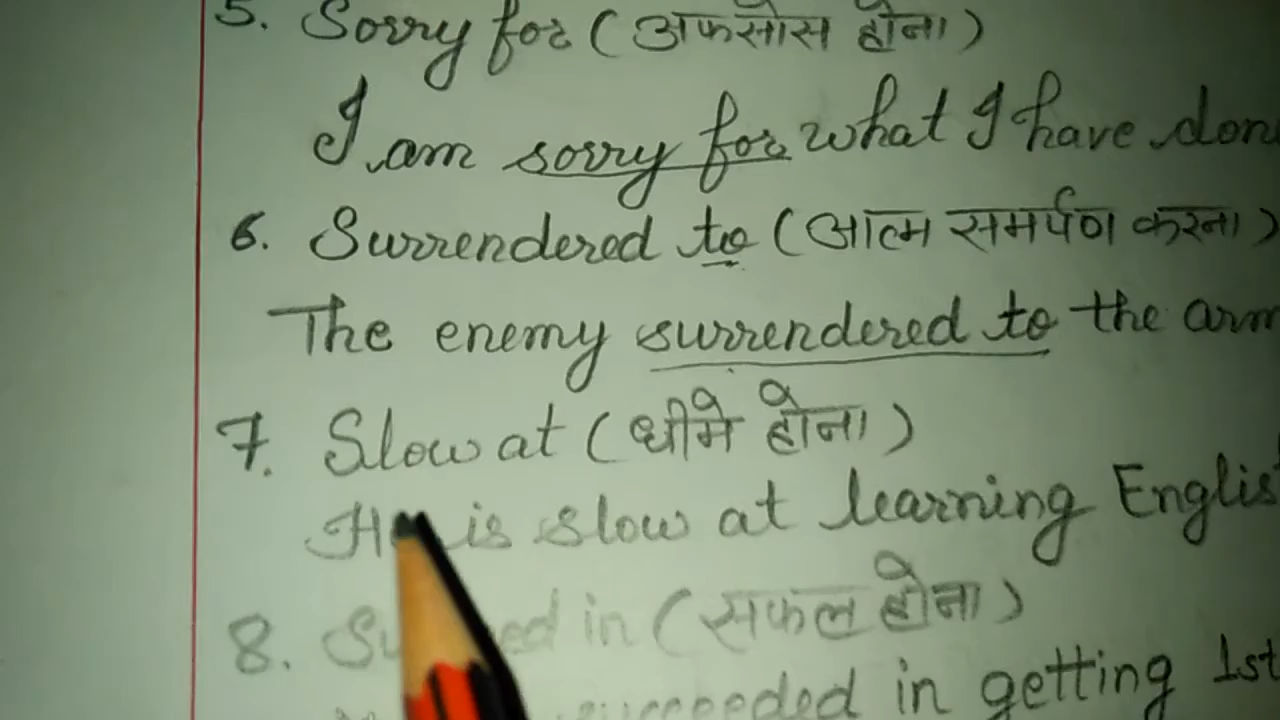 5. Sorry for (अफसोस होना)
I am sorry for what I have don
6. Surrendered to (आत्म समर्पण करना)
The enemy surrendered to the arm
7. Slow at (धीमे होना)
is slow at learning Englis
8. in (सफल होना)
succeeded in getting 1st